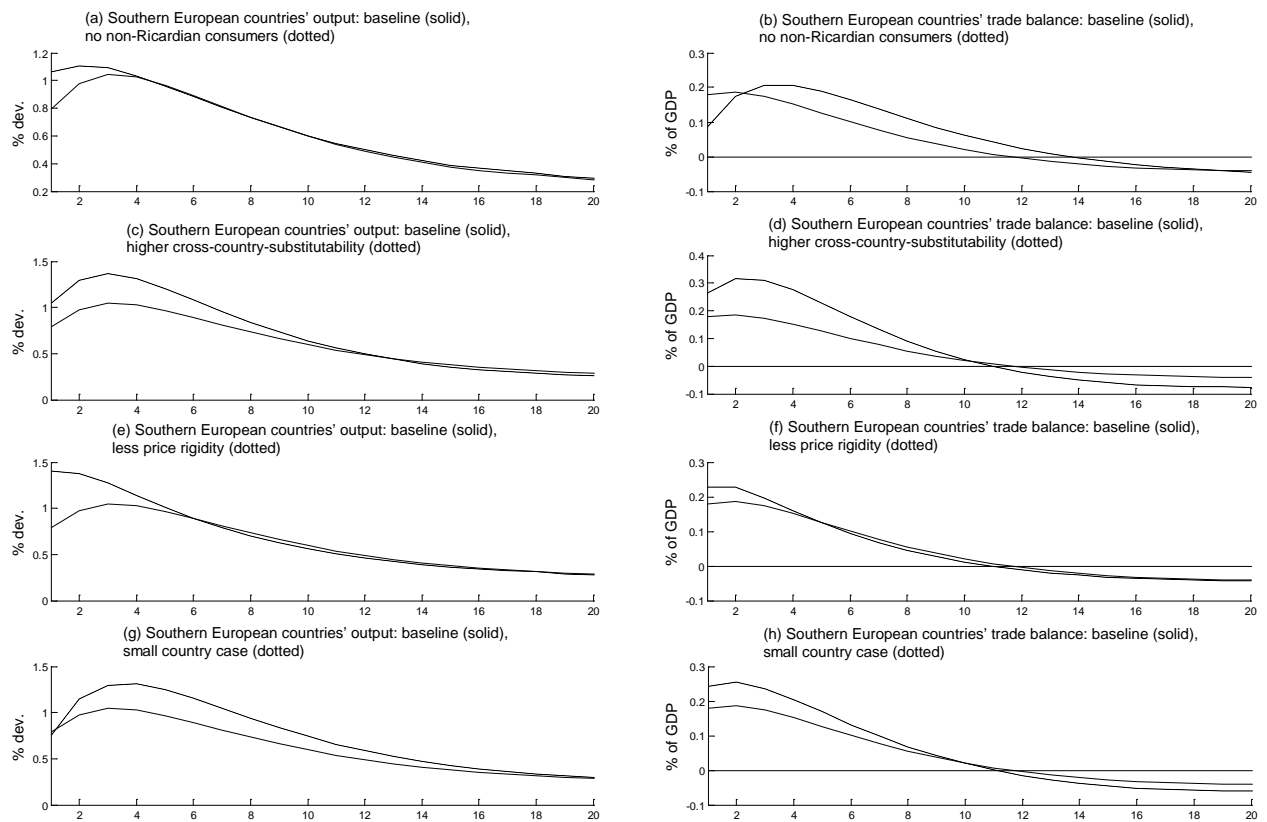 (a) Southern European countries’ output: baseline (solid),
no non-Ricardian consumers (dotted)
% dev.
1.2
1
0.8
0.6
0.4
0.2
2 4 6 8 10 12 14 16 18 20
(b) Southern European countries’ trade balance: baseline (solid),
no non-Ricardian consumers (dotted)
% of GDP
0.3
0.2
0.1
0
-0.1
2 4 6 8 10 12 14 16 18 20
(c) Southern European countries’ output: baseline (solid),
higher cross-country-substitutability (dotted)
% dev.
1.5
1
0.5
0
2 4 6 8 10 12 14 16 18 20
(d) Southern European countries’ trade balance: baseline (solid),
higher cross-country-substitutability (dotted)
% of GDP
0.4
0.3
0.2
0.1
0
-0.1
2 4 6 8 10 12 14 16 18 20
(e) Southern European countries’ output: baseline (solid),
less price rigidity (dotted)
% dev.
1.5
1
0.5
0
2 4 6 8 10 12 14 16 18 20
(f) Southern European countries’ trade balance: baseline (solid),
less price rigidity (dotted)
% of GDP
0.3
0.2
0.1
0
-0.1
2 4 6 8 10 12 14 16 18 20
(g) Southern European countries’ output: baseline (solid),
small country case (dotted)
% dev.
1.5
1
0.5
0
2 4 6 8 10 12 14 16 18 20
(h) Southern European countries’ trade balance: baseline (solid),
small country case (dotted)
% of GDP
0.3
0.2
0.1
0
-0.1
2 4 6 8 10 12 14 16 18 20